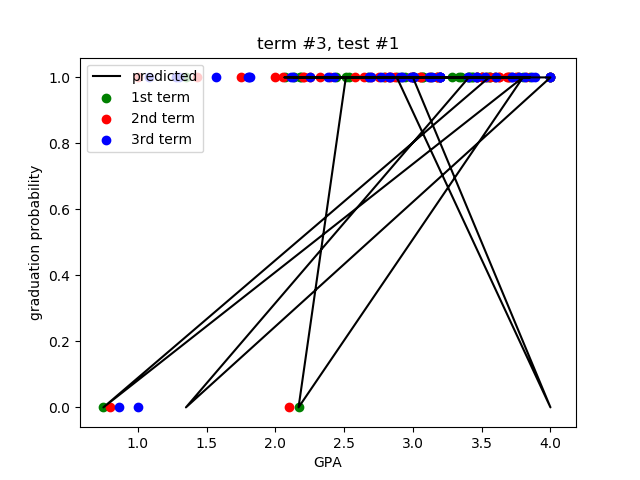 term #3, test #1
predicted
1st term
2nd term
3rd term
graduation probability
1.0
0.8
0.6
0.4
0.2
0.0
1.0 1.5 2.0 2.5 3.0 3.5 4.0
GPA